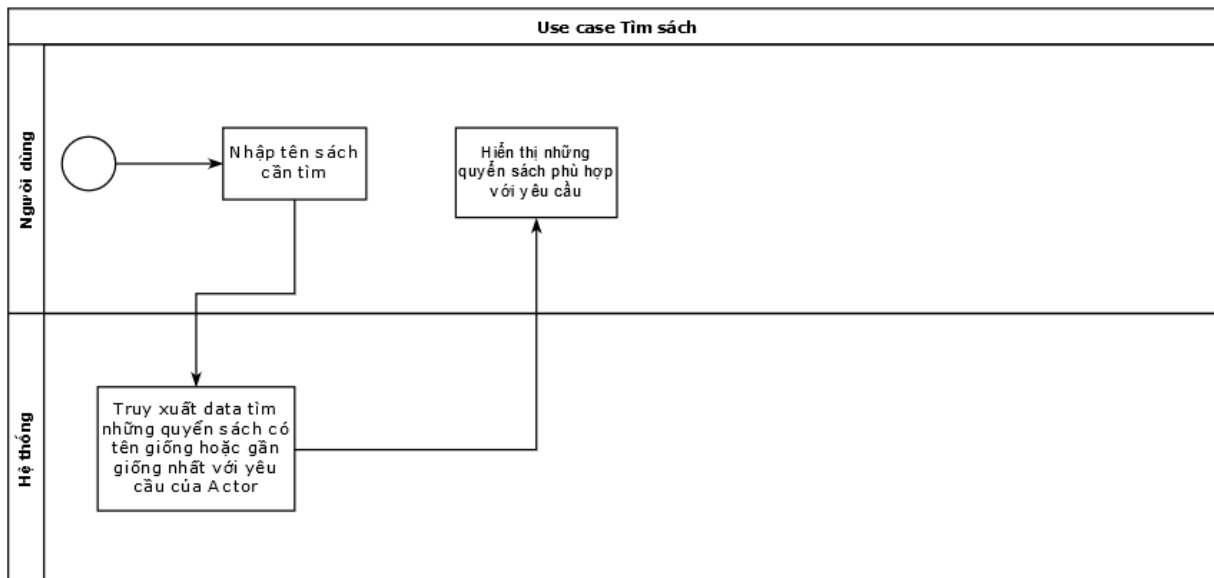 Use case Tìm sách
Người dùng
Nhập tên sách
cần tìm
Hiển thị những
quyển sách phù hợp
với yêu cầu
Hệ thống
Truy xuất data tìm
những quyển sách có
tên giống hoặc gần
giống nhất với yêu
cầu của Actor